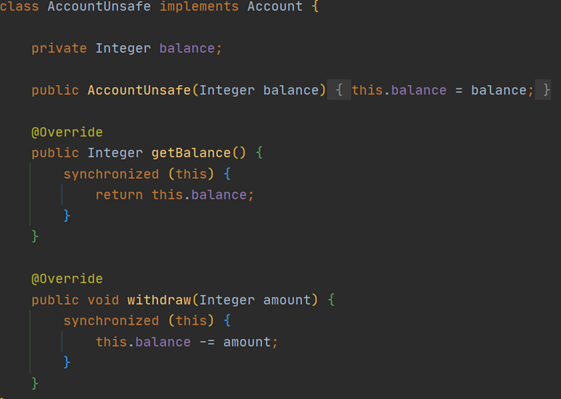 class AccountUnsafe implements Account {
private Integer balance;
public AccountUnsafe(Integer balance) { this.balance = balance; }
@Override
public Integer getBalance() {
synchronized (this) {
return this.balance;
}
}
@Override
public void withdraw(Integer amount) {
synchronized (this) {
this.balance -= amount;
}
}